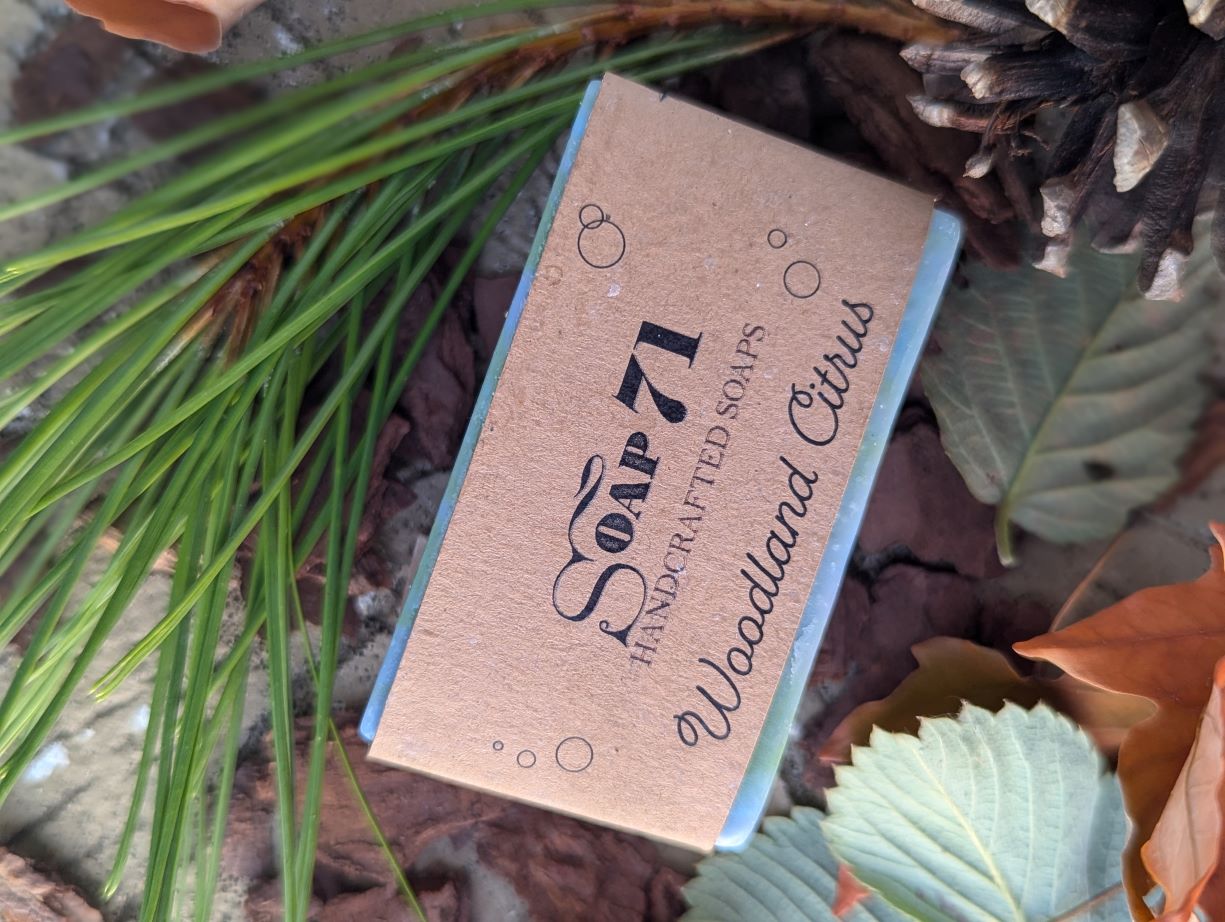 SOAP 71
HANDCRAFTED SOAPS
Woodland Citrus